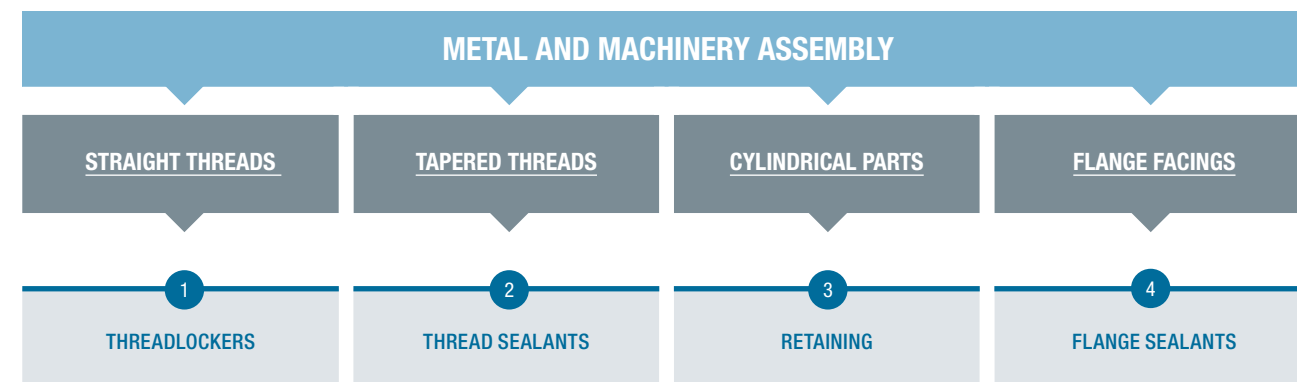 METAL AND MACHINERY ASSEMBLY
STRAIGHT THREADS
TAPERED THREADS
CYLINDRICAL PARTS
FLANGE FACINGS
1
2
3
4
THREADLOCKERS
THREAD SEALANTS
RETAINING
FLANGE SEALANTS